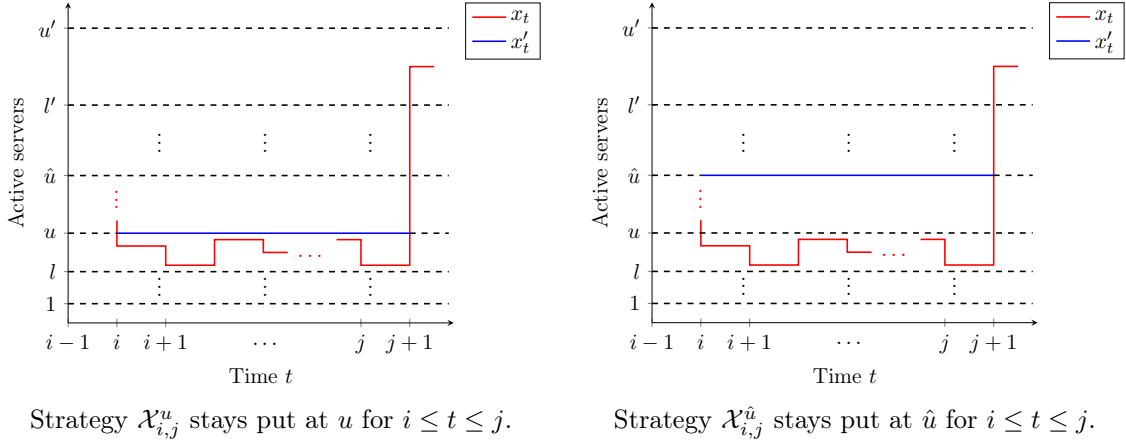 u′
l′
⋮ ⋮ ⋮
û
u
l
⋮ ⋮ ⋮
1
Active servers
i − 1 i i + 1 ⋯ j j + 1
Time t
x_t
x′_t
Strategy 𝒳^u_{i,j} stays put at u for i ≤ t ≤ j.
u′
l′
⋮ ⋮ ⋮
û
u
l
⋮ ⋮ ⋮
1
Active servers
i − 1 i i + 1 ⋯ j j + 1
Time t
x_t
x′_t
Strategy 𝒳^û_{i,j} stays put at û for i ≤ t ≤ j.